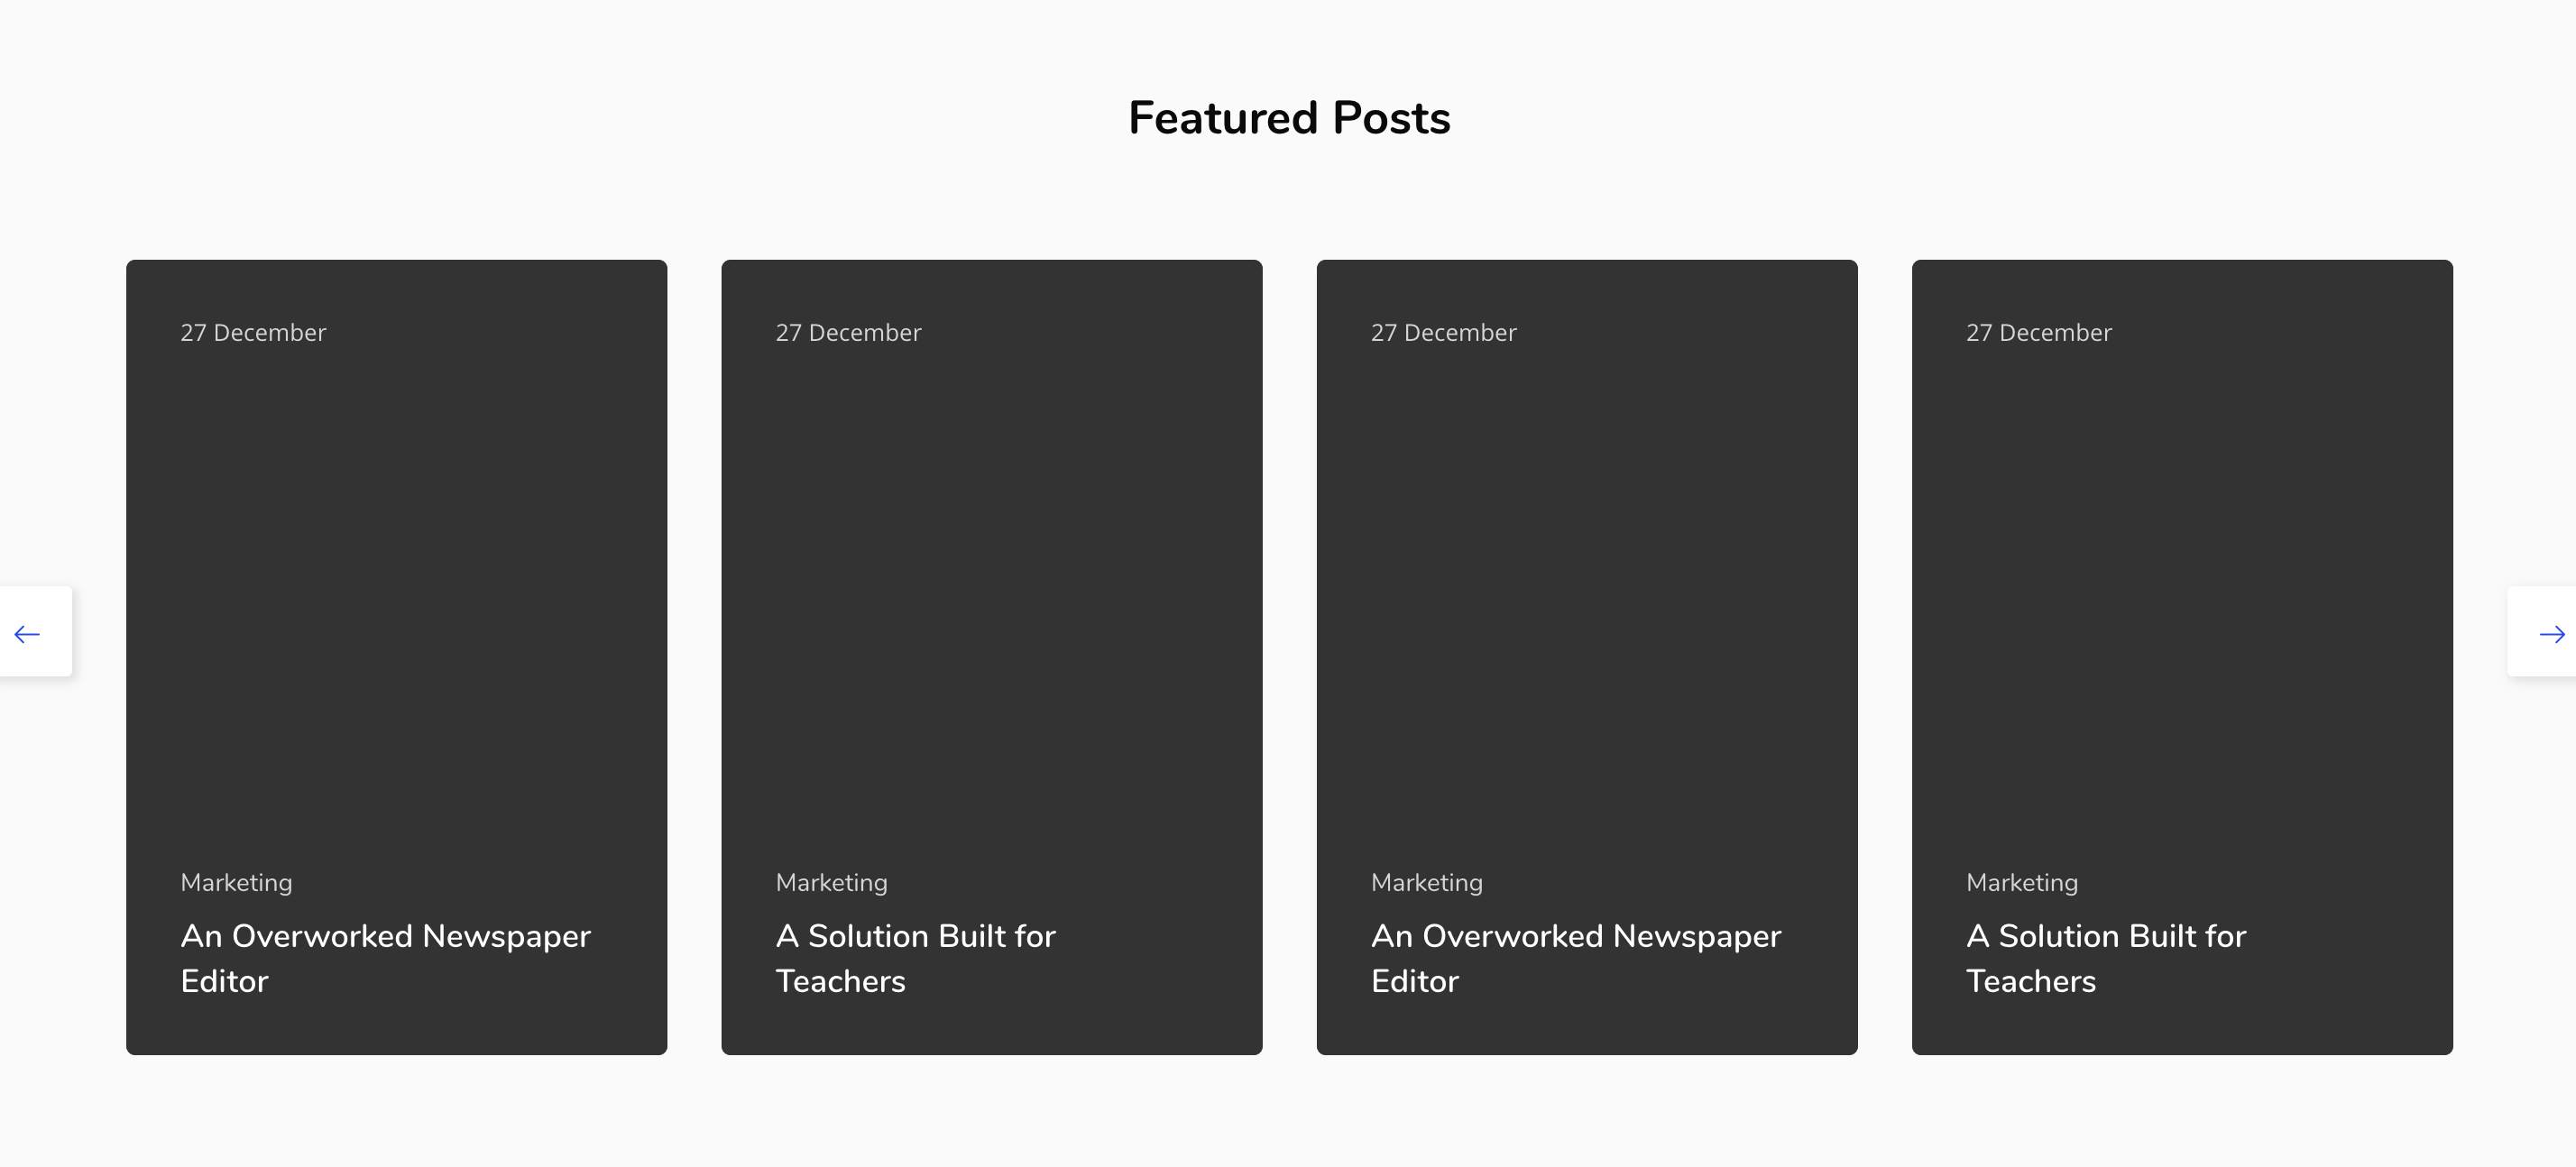 Featured Posts
27 December
Marketing
An Overworked Newspaper
Editor
27 December
Marketing
A Solution Built for
Teachers
27 December
Marketing
An Overworked Newspaper
Editor
27 December
Marketing
A Solution Built for
Teachers